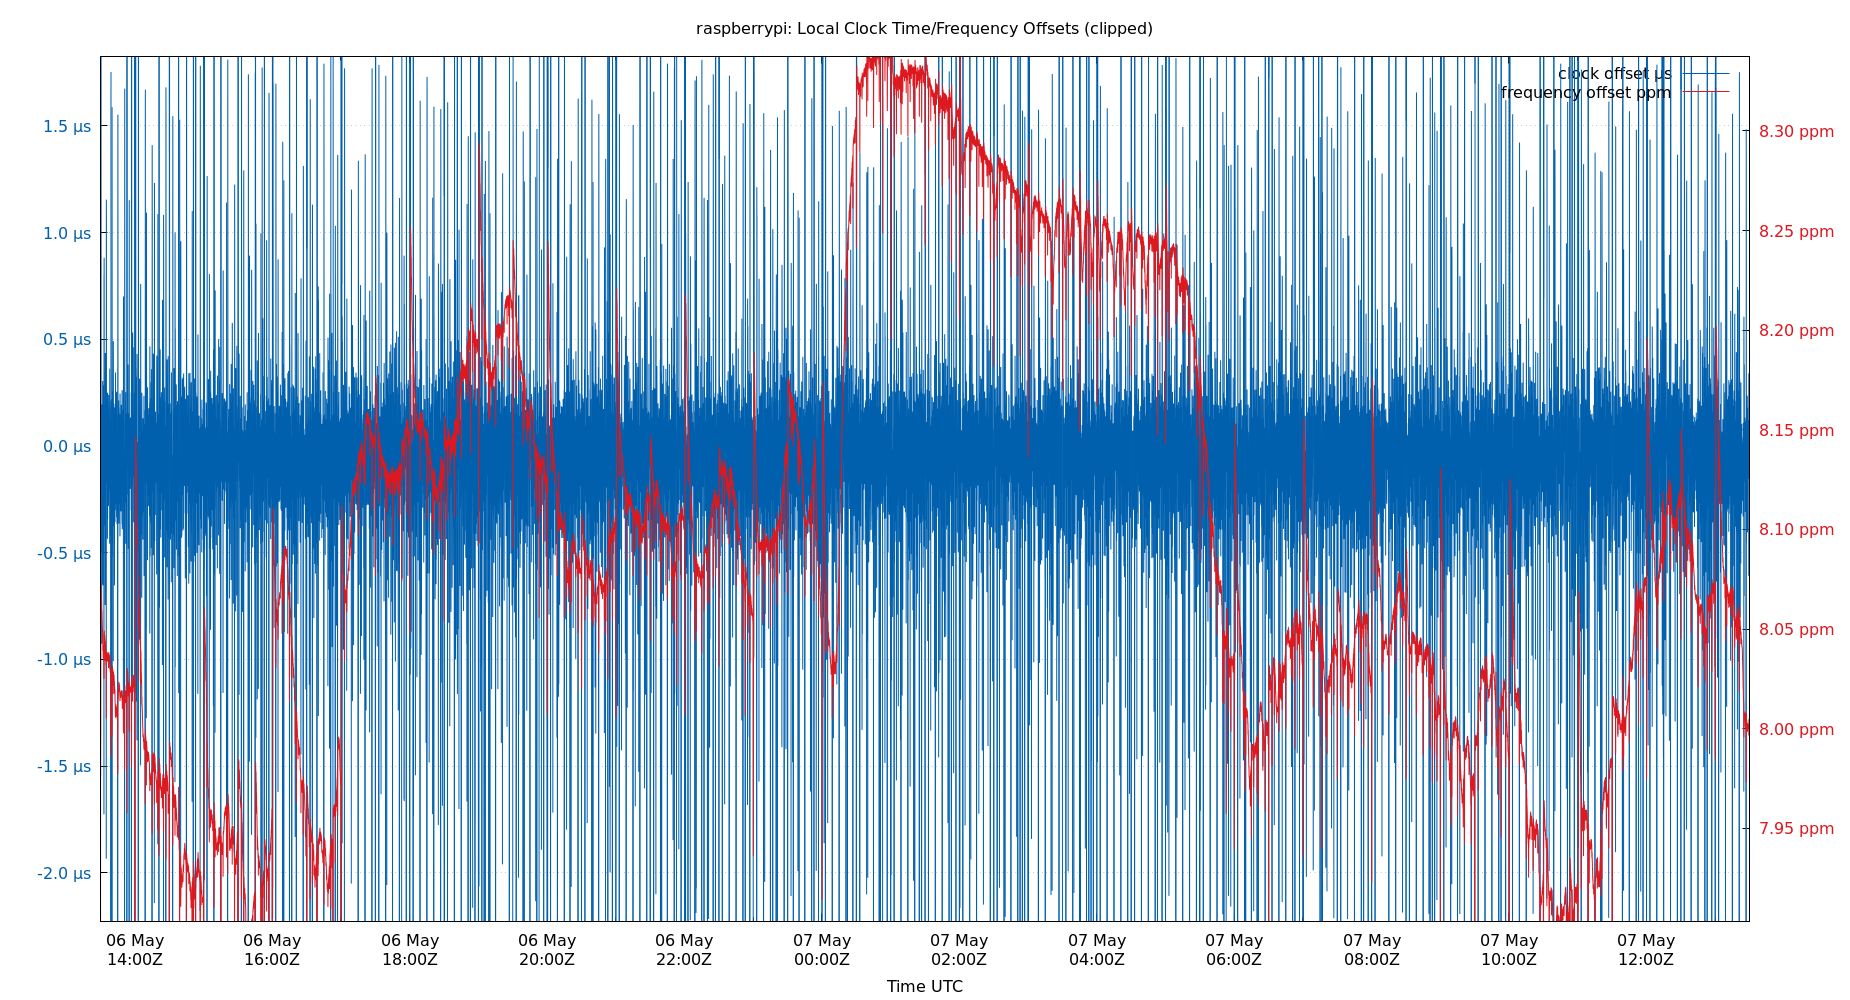 raspberrypi: Local Clock Time/Frequency Offsets (clipped)
clock offset µs
frequency offset ppm
1.5 µs
1.0 µs
0.5 µs
0.0 µs
-0.5 µs
-1.0 µs
-1.5 µs
-2.0 µs
8.30 ppm
8.25 ppm
8.20 ppm
8.15 ppm
8.10 ppm
8.05 ppm
8.00 ppm
7.95 ppm
06 May 06 May 06 May 06 May 06 May 07 May 07 May 07 May 07 May 07 May 07 May 07 May
14:00Z 16:00Z 18:00Z 20:00Z 22:00Z 00:00Z 02:00Z 04:00Z 06:00Z 08:00Z 10:00Z 12:00Z
Time UTC